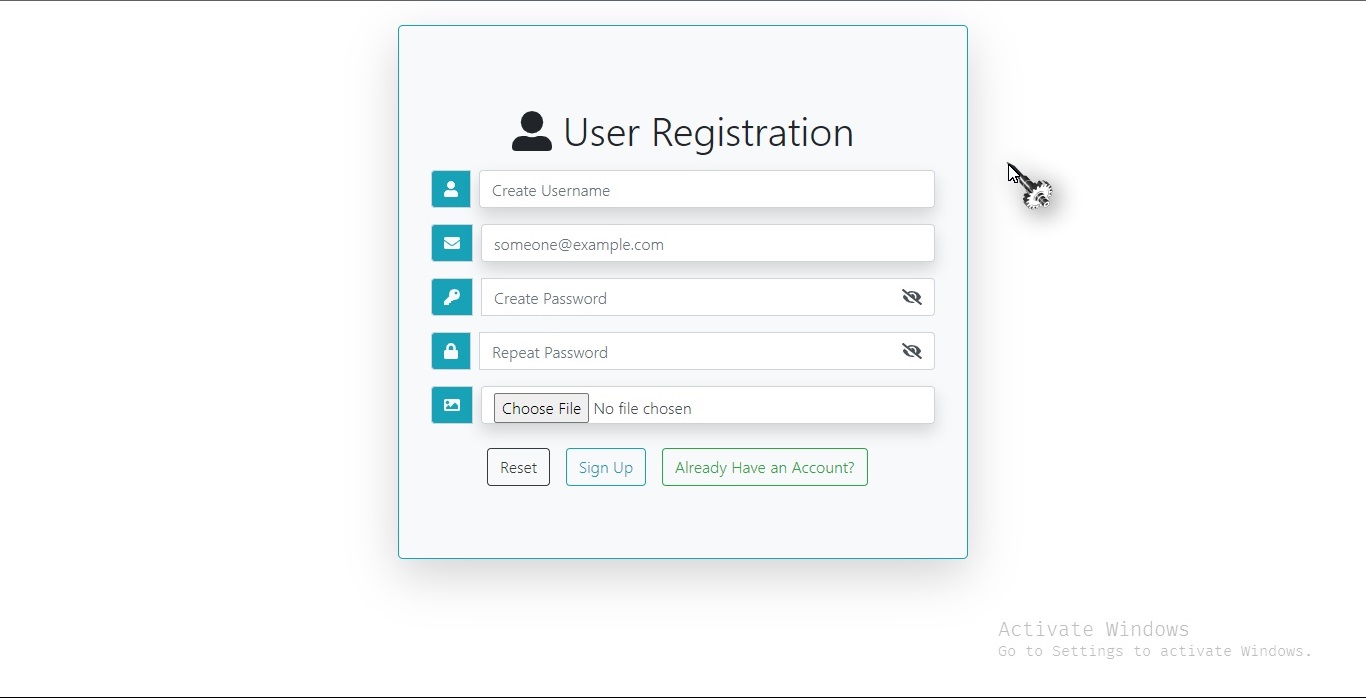 User Registration
Create Username
someone@example.com
Create Password
Repeat Password
Choose File No file chosen
Reset Sign Up Already Have an Account?
Activate Windows
Go to Settings to activate Windows.